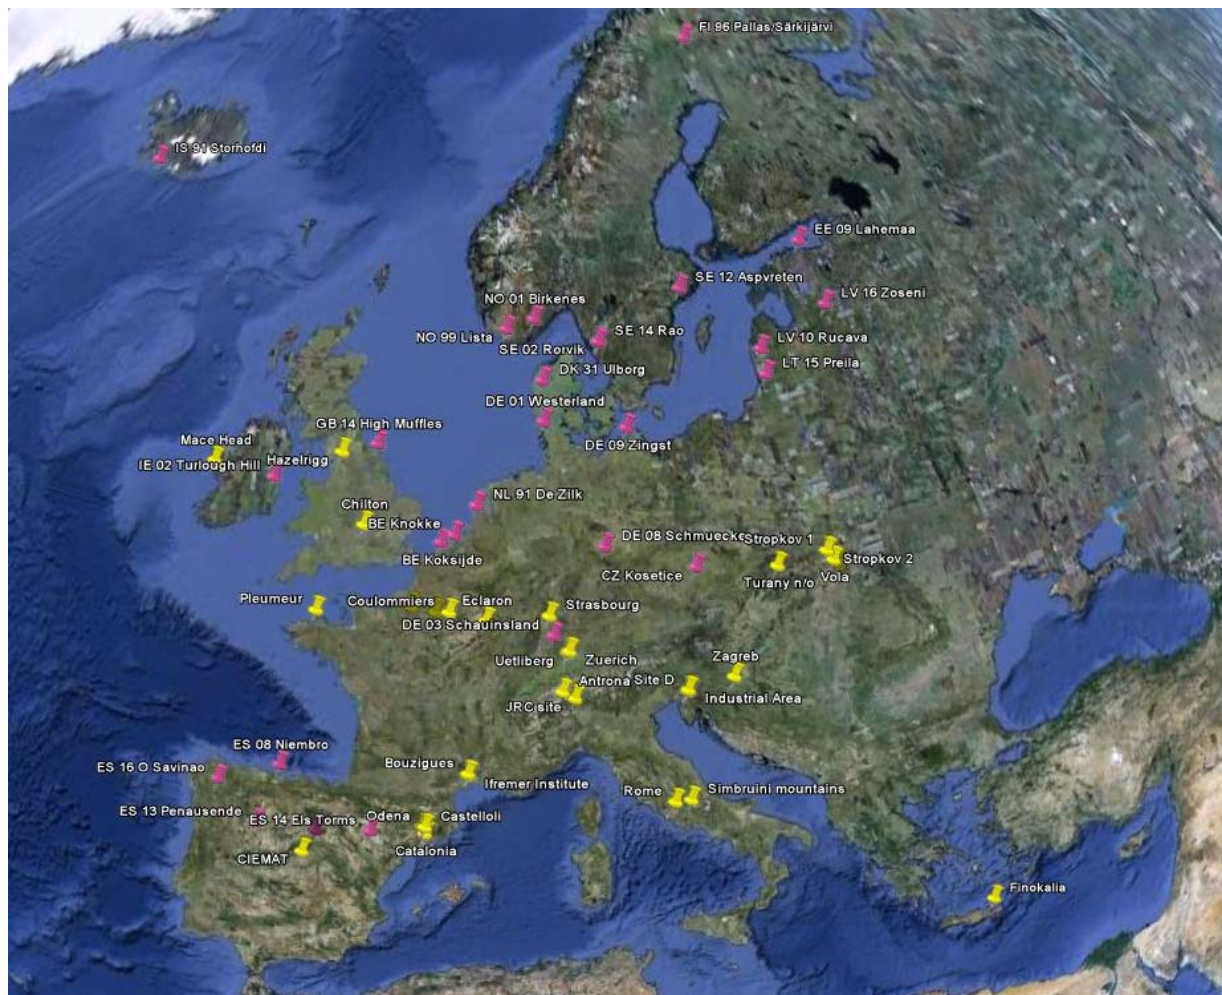 FI 96 Pallas/Särkijärvi
IS 91 Storhofdi
EE 09 Lahemaa
SE 12 Aspvreten
LV 16 Zoseni
NO 01 Birkenes
NO 99 Lista
SE 14 Rao
SE 02 Rorvik
LV 10 Rucava
LT 15 Preila
DK 31 Ulborg
DE 01 Westerland
GB 14 High Muffles
DE 09 Zingst
Mace Head
IE 02 Turlough Hill
Hazelrigg
NL 91 De Zilk
Chilton
BE Knokke
BE Koksijde
DE 08 Schmuecke
Stropkov 1
Stropkov 2
CZ Kosetice
Turany n/o
Vola
Pleumeur
Coulommiers
Eclaron
Strasbourg
DE 03 Schauinsland
Uetliberg
Zuerich
Zagreb
Antrona
Site D
Industrial Area
JRC site
ES 08 Niembro
ES 16 O Savinao
Bouzigues
Ifremer Institute
Rome
Simbruini mountains
ES 13 Penausende
ES 14 Els Torms
Odena
Castelloli
CIEMAT
Catalonia
Finokalia